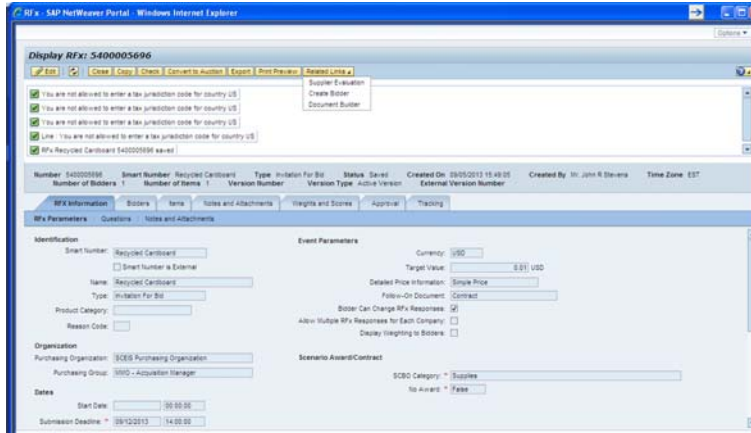 RFx - SAP NetWeaver Portal - Windows Internet Explorer
Options
Display RFx: 5400005696
Edit Close Copy Check Convert to Auction Export Print Preview Related Links
Supplier Evaluation
Create Bidder
Document Builder
You are not allowed to enter a tax jurisdiction code for country US
You are not allowed to enter a tax jurisdiction code for country US
You are not allowed to enter a tax jurisdiction code for country US
Line : You are not allowed to enter a tax jurisdiction code for country US
RFx Recycled Cardboard 5400005696 saved
Number 5400005696 Smart Number Recycled Cardboard Type Invitation For Bid Status Saved Created On 09/05/2013 15:49:05 Created By Mr. John R Stevens Time Zone EST
Number of Bidders 1 Number of Items 1 Version Number Version Type Active Version External Version Number
RFX Information Bidders Items Notes and Attachments Weights and Scores Approval Tracking
RFx Parameters Questions Notes and Attachments
Identification
Smart Number: Recycled Cardboard
Smart Number is External
Name: Recycled Cardboard
Type: Invitation For Bid
Product Category:
Reason Code:
Organization
Purchasing Organization: SCEIS Purchasing Organization
Purchasing Group: MMO - Acquisition Manager
Dates
Start Date: 00:00:00
Submission Deadline: * 09/12/2013 14:00:00
Event Parameters
Currency: USD
Target Value: 0.01 USD
Detailed Price Information: Simple Price
Follow-On Document: Contract
Bidder Can Change RFx Responses:
Allow Multiple RFx Responses for Each Company:
Display Weighting to Bidders:
Scenario Award/Contract
SCBO Category: * Supplies
No Award: * False